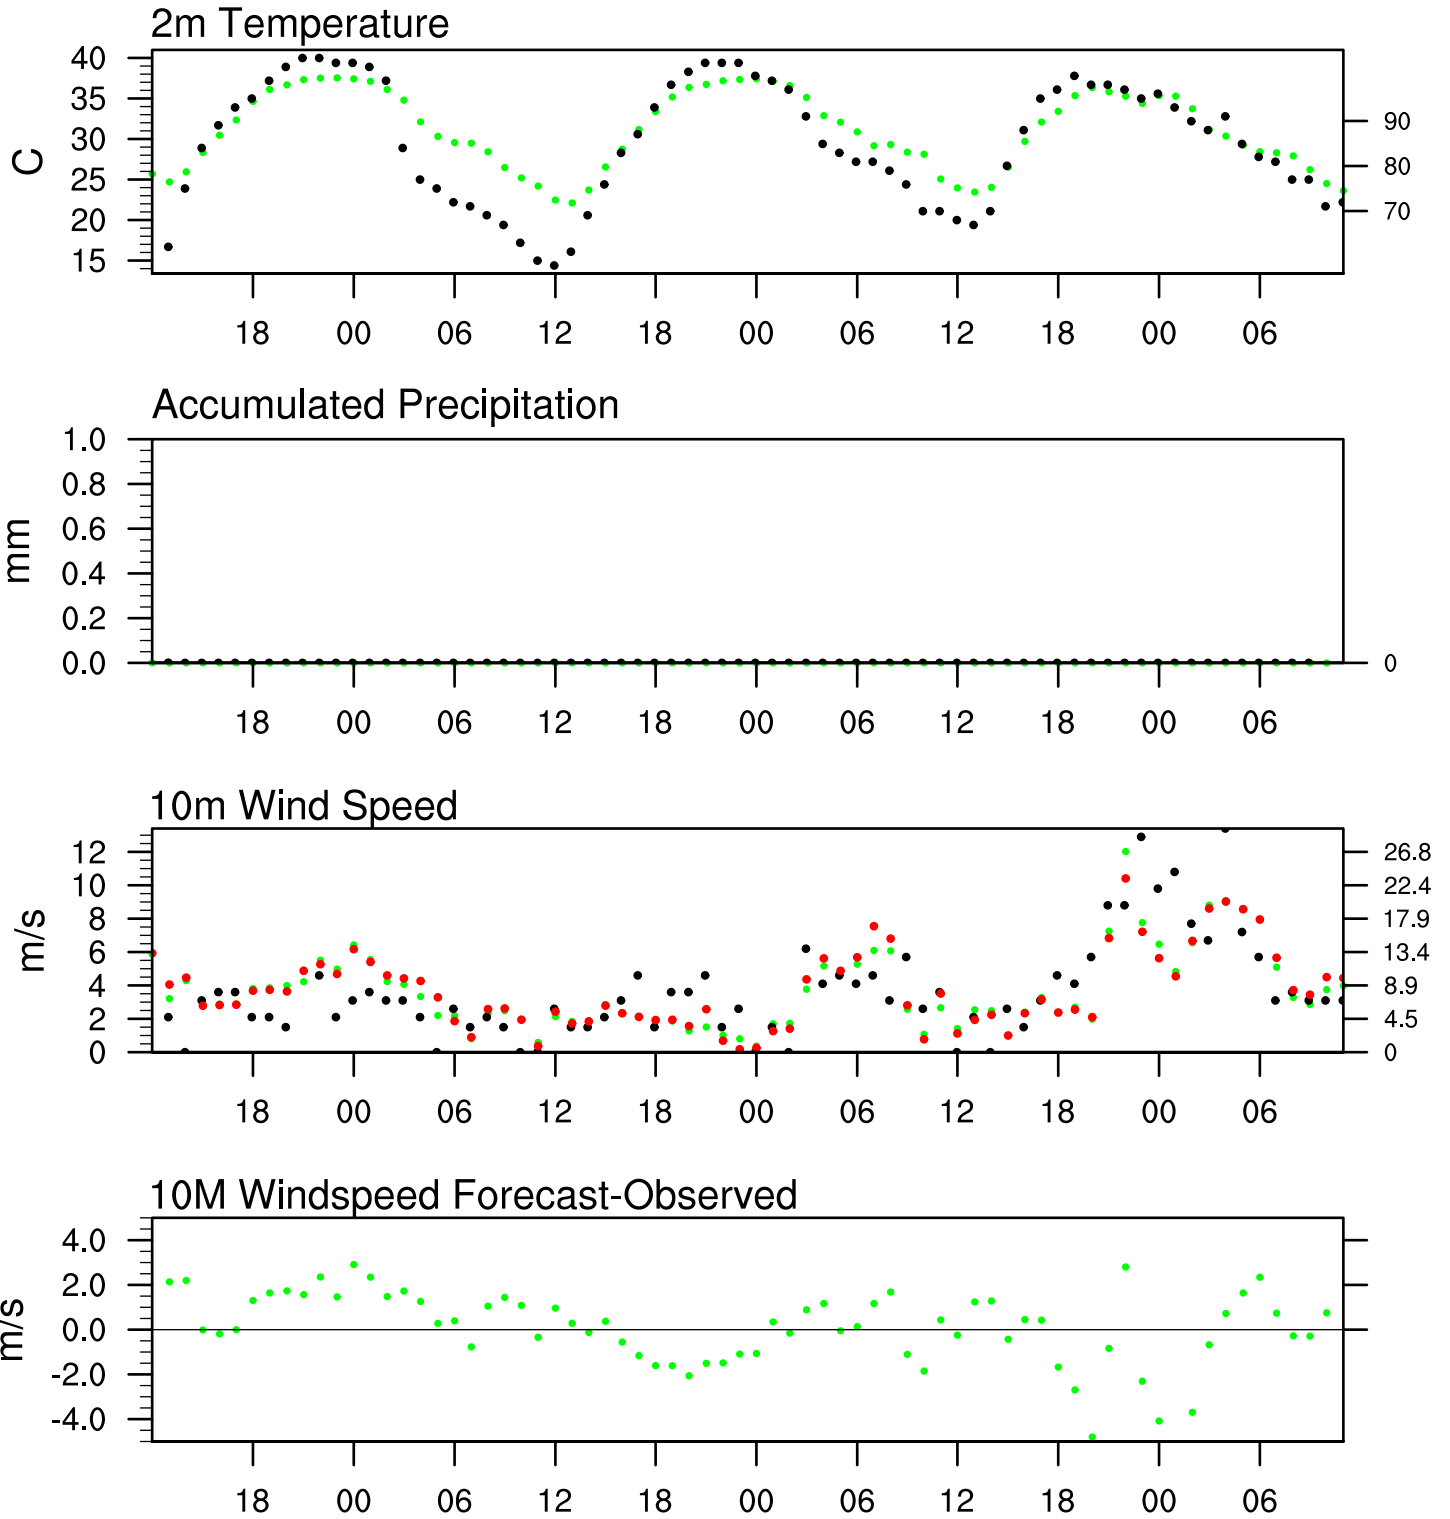 2m Temperature
40
35
30
25
20
15
C
90
80
70
18 00 06 12 18 00 06 12 18 00 06
Accumulated Precipitation
1.0
0.8
0.6
0.4
0.2
0.0
mm
0
18 00 06 12 18 00 06 12 18 00 06
10m Wind Speed
12
10
8
6
4
2
0
m/s
26.8
22.4
17.9
13.4
8.9
4.5
0
18 00 06 12 18 00 06 12 18 00 06
10M Windspeed Forecast-Observed
4.0
2.0
0.0
-2.0
-4.0
m/s
18 00 06 12 18 00 06 12 18 00 06